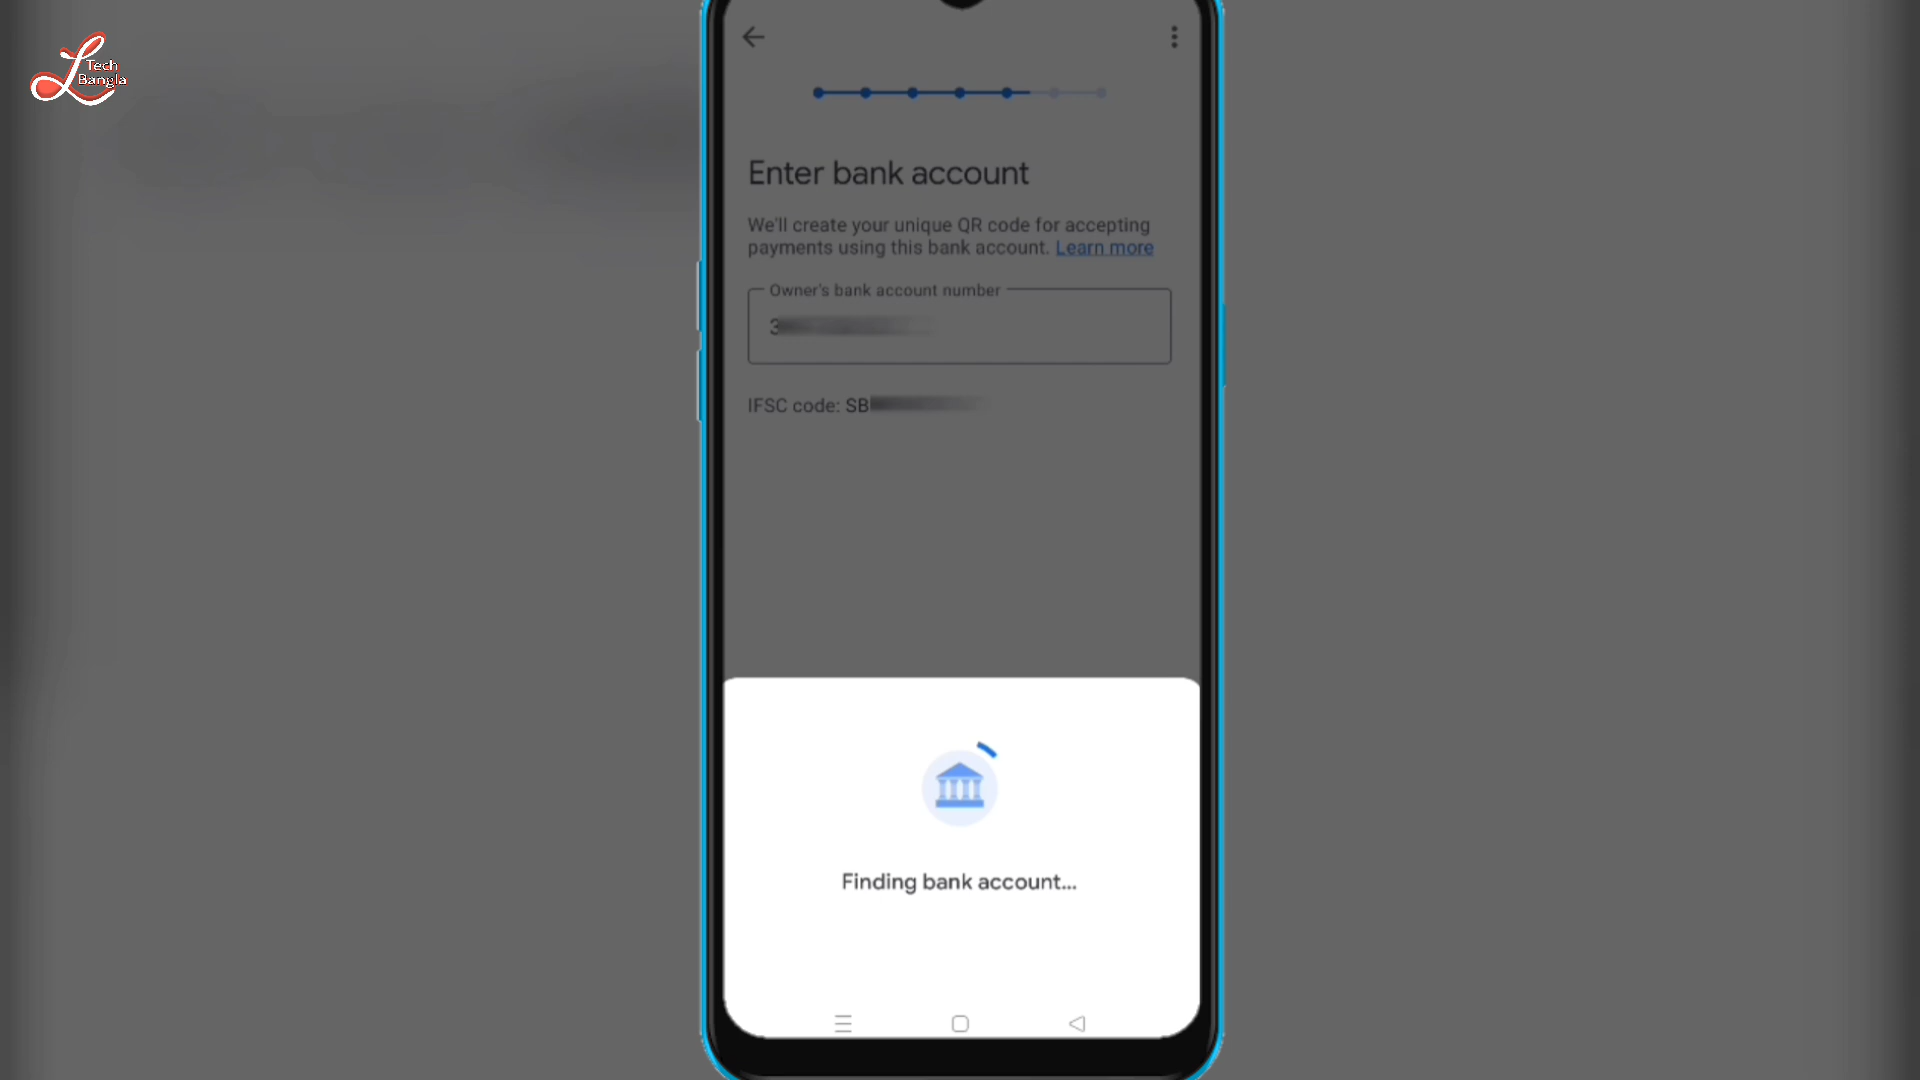 Tech
Bangla
Enter bank account
We'll create your unique QR code for accepting
payments using this bank account. Learn more
Owner's bank account number
3
IFSC code: SB
Finding bank account...